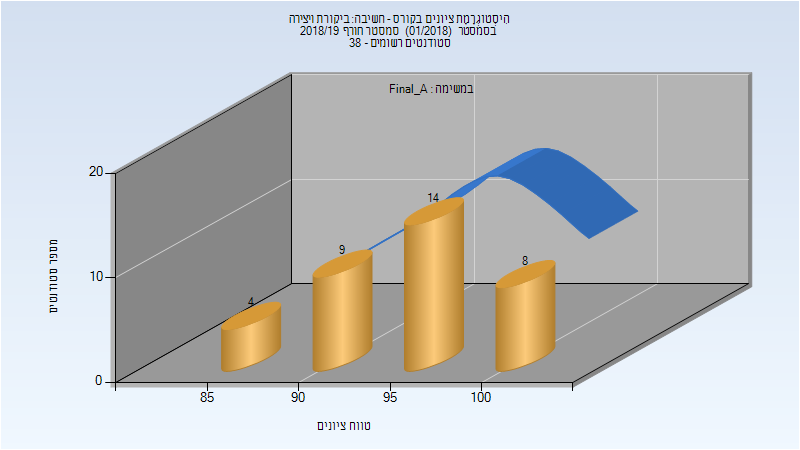 היסטוגרמת ציונים בקורס - חשיבה: ביקורת ויצירה
בסמסטר (01/2018) סמסטר חורף 2018/19
סטודנטים רשומים - 38
במשימה : Final_A
20
10
0
מספר סטודנטים
4
9
14
8
85
90
95
100
טווח ציונים